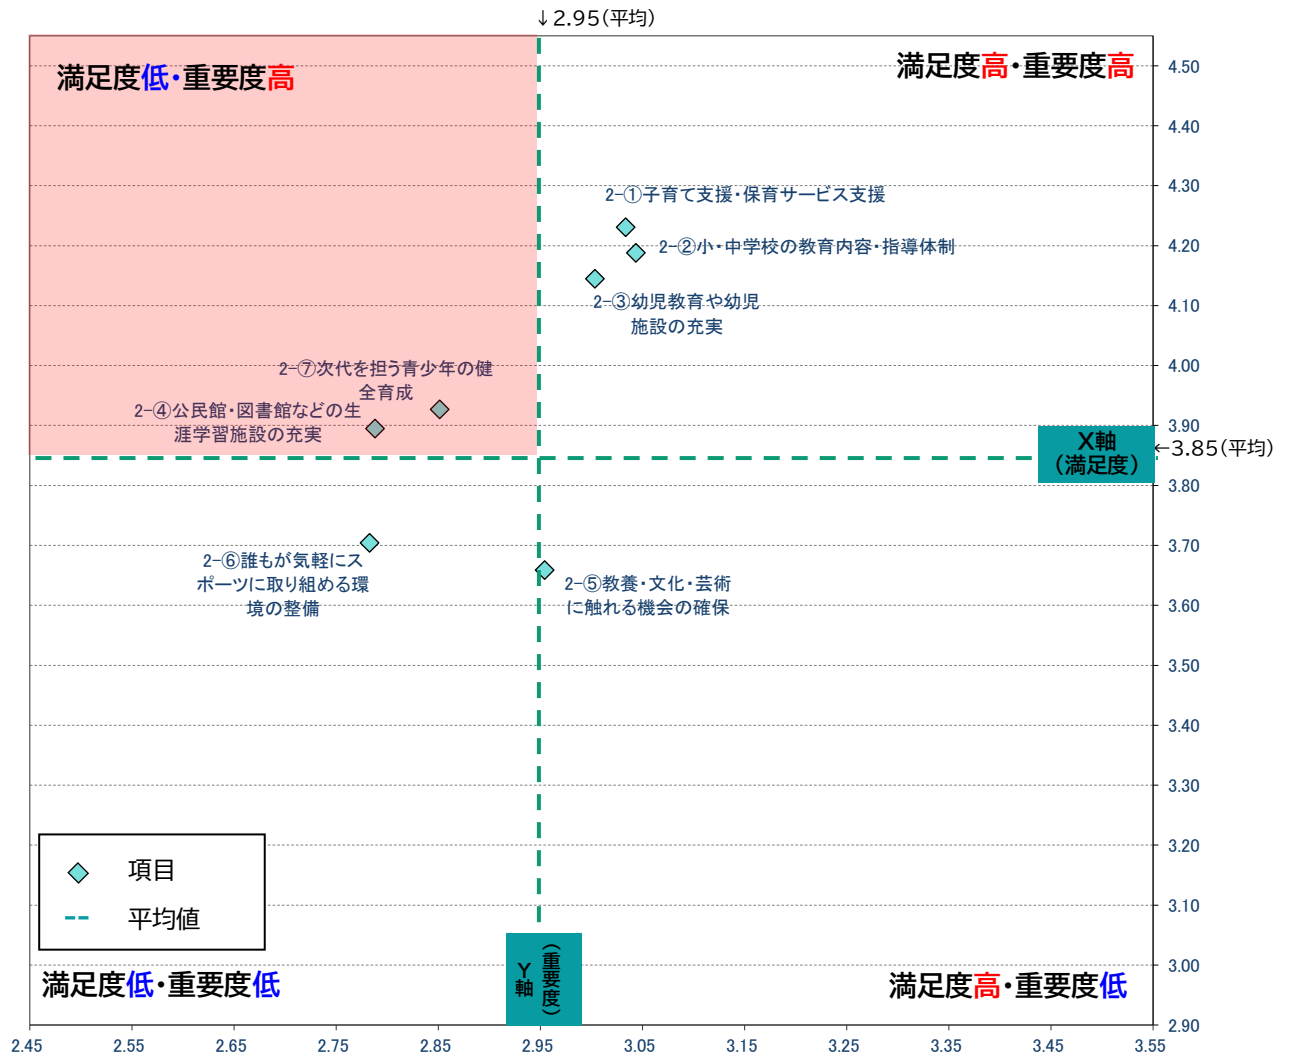 ↓2.95(平均)
満足度低・重要度高
満足度高・重要度高
4.50
4.40
4.30
2-①子育て支援・保育サービス支援
4.20
2-②小・中学校の教育内容・指導体制
4.10
2-③幼児教育や幼児
施設の充実
4.00
2-⑦次代を担う青少年の健
全育成
2-④公民館・図書館などの生
涯学習施設の充実
3.90
X軸
(満足度)
←3.85(平均)
3.80
3.70
2-⑥誰もが気軽にス
ポーツに取り組める環
境の整備
2-⑤教養・文化・芸術
に触れる機会の確保
3.60
3.50
3.40
3.30
3.20
項目
平均値
3.10
3.00
Y軸
(重要度)
満足度低・重要度低
満足度高・重要度低
2.90
2.45 2.55 2.65 2.75 2.85 2.95 3.05 3.15 3.25 3.35 3.45 3.55